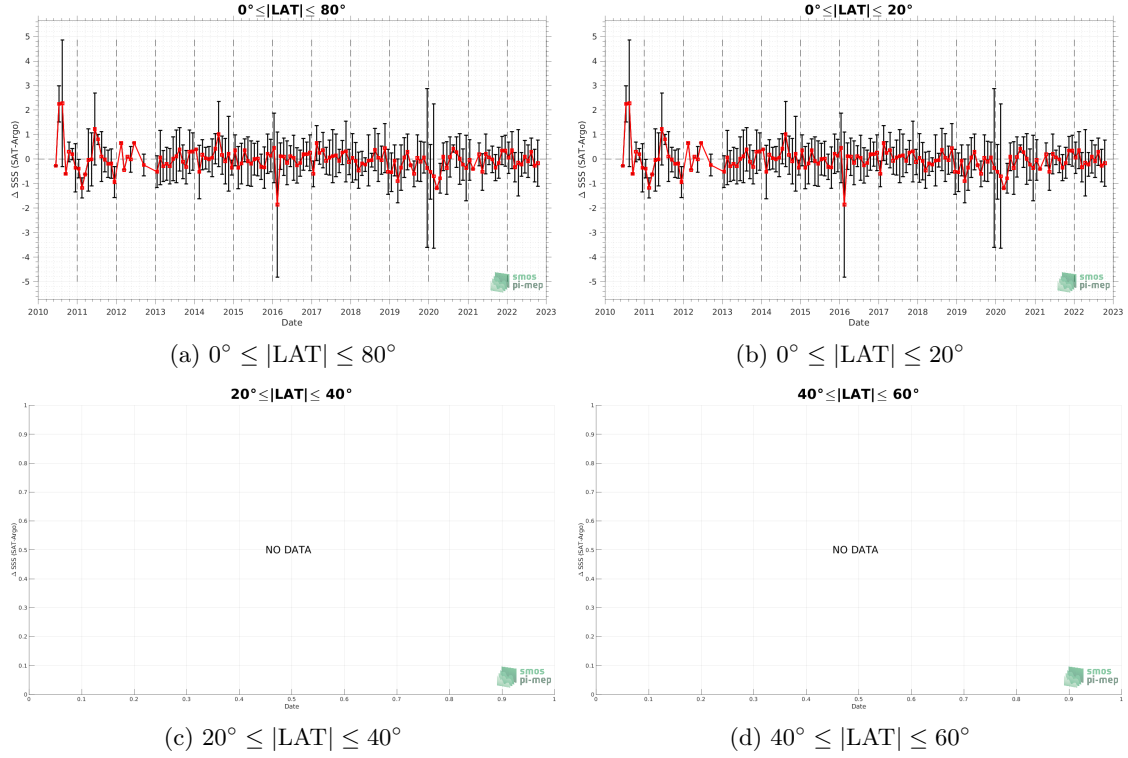 0°≤|LAT|≤ 80°
Δ SSS (SAT-Argo)
5
4
3
2
1
0
-1
-2
-3
-4
-5
2010 2011 2012 2013 2014 2015 2016 2017 2018 2019 2020 2021 2022 2023
Date
smos
pi-mep
(a) 0° ≤ |LAT| ≤ 80°
0°≤|LAT|≤ 20°
Δ SSS (SAT-Argo)
5
4
3
2
1
0
-1
-2
-3
-4
-5
2010 2011 2012 2013 2014 2015 2016 2017 2018 2019 2020 2021 2022 2023
Date
smos
pi-mep
(b) 0° ≤ |LAT| ≤ 20°
20°≤|LAT|≤ 40°
Δ SSS (SAT-Argo)
1
0.9
0.8
0.7
0.6
0.5
0.4
0.3
0.2
0.1
0
NO DATA
0 0.1 0.2 0.3 0.4 0.5 0.6 0.7 0.8 0.9 1
Date
smos
pi-mep
(c) 20° ≤ |LAT| ≤ 40°
40°≤|LAT|≤ 60°
Δ SSS (SAT-Argo)
1
0.9
0.8
0.7
0.6
0.5
0.4
0.3
0.2
0.1
0
NO DATA
0 0.1 0.2 0.3 0.4 0.5 0.6 0.7 0.8 0.9 1
Date
smos
pi-mep
(d) 40° ≤ |LAT| ≤ 60°